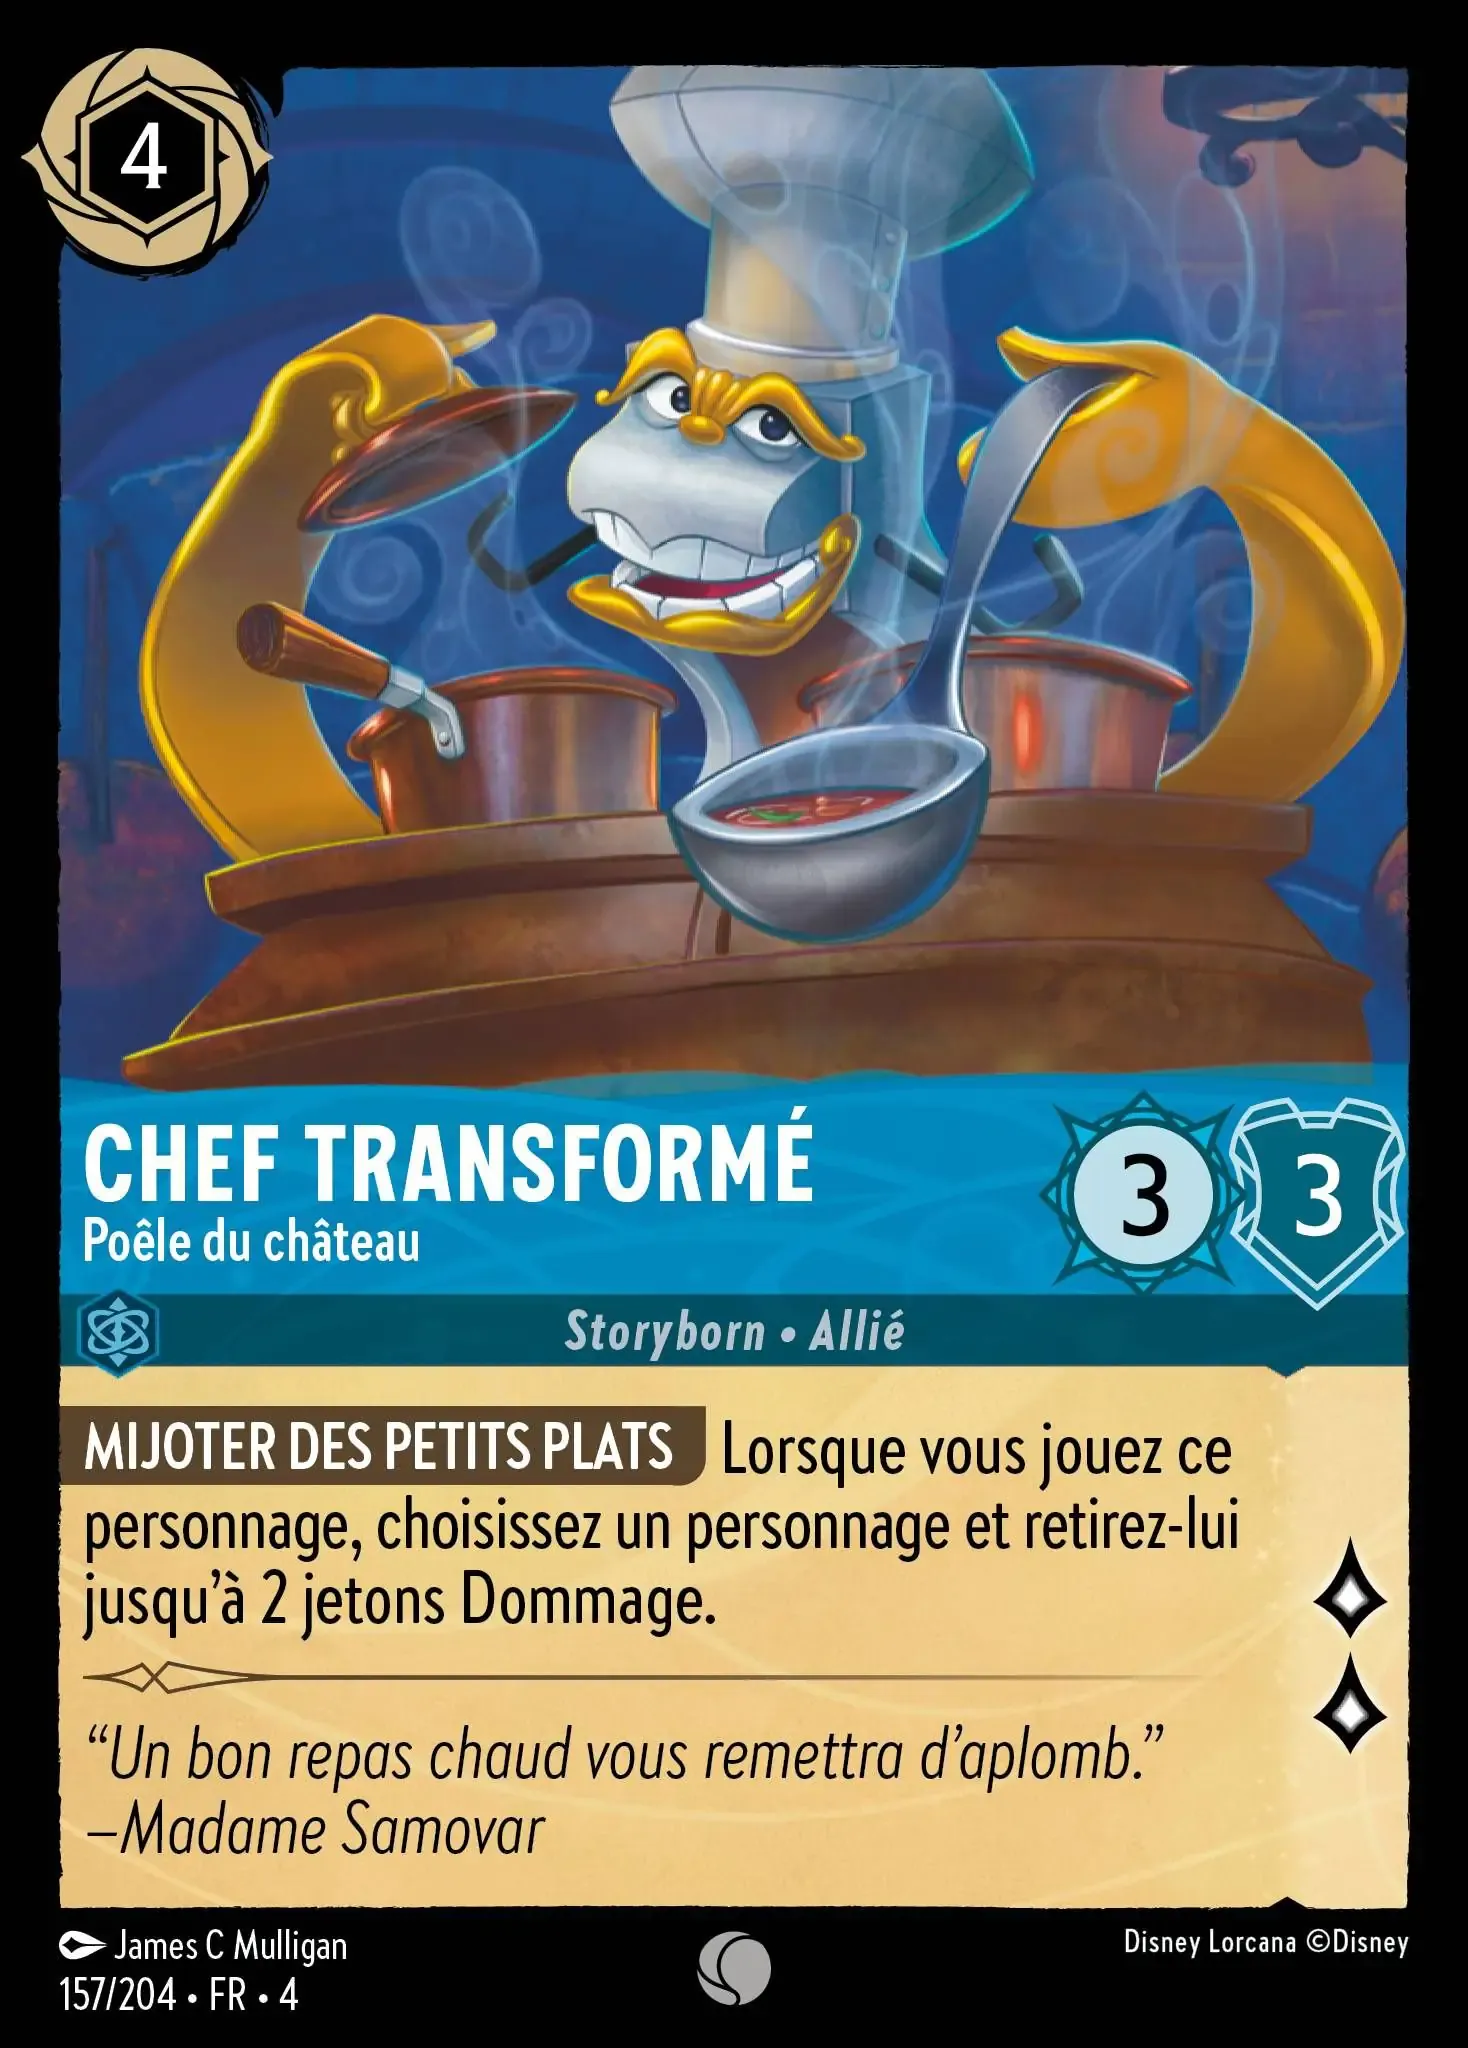 4
CHEF TRANSFORMÉ
Poêle du château
3
3
Storyborn • Allié
MIJOTER DES PETITS PLATS Lorsque vous jouez ce
personnage, choisissez un personnage et retirez-lui
jusqu’à 2 jetons Dommage.
“Un bon repas chaud vous remettra d’aplomb.”
–Madame Samovar
James C Mulligan
Disney Lorcana ©Disney
157/204 • FR • 4